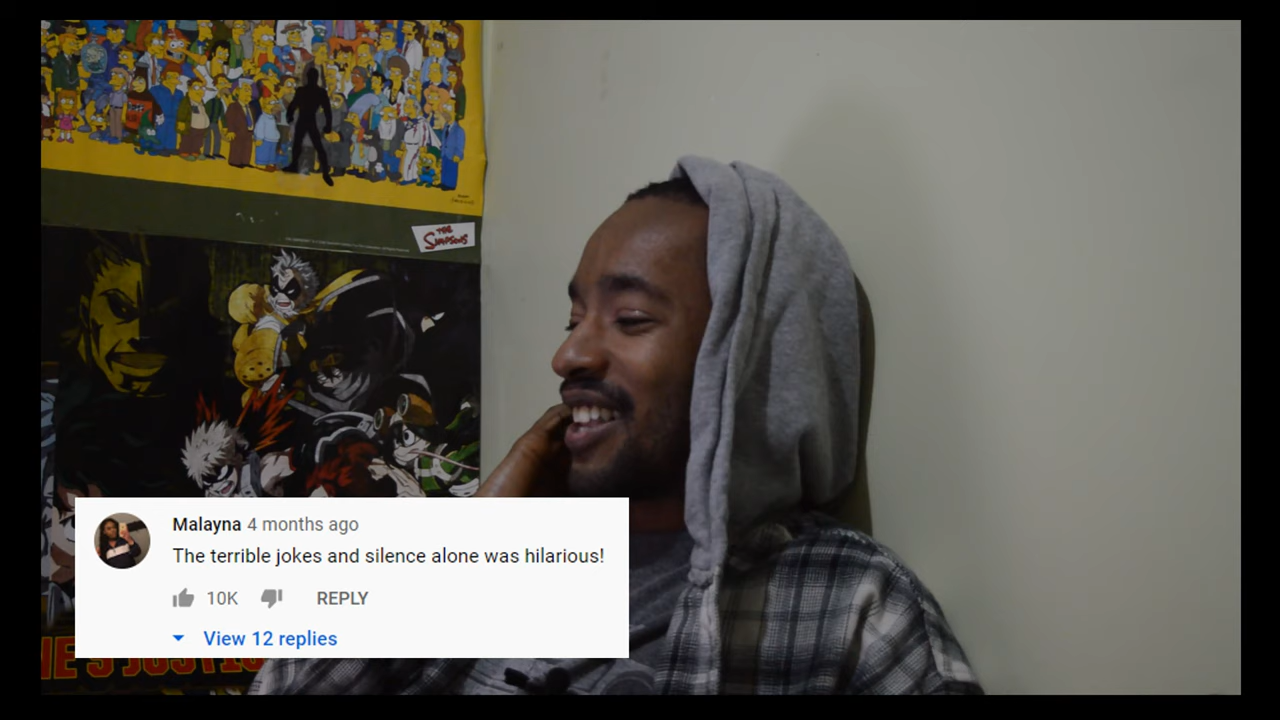 THE
SIMPSONS
Malayna 4 months ago
The terrible jokes and silence alone was hilarious!
10K REPLY
View 12 replies